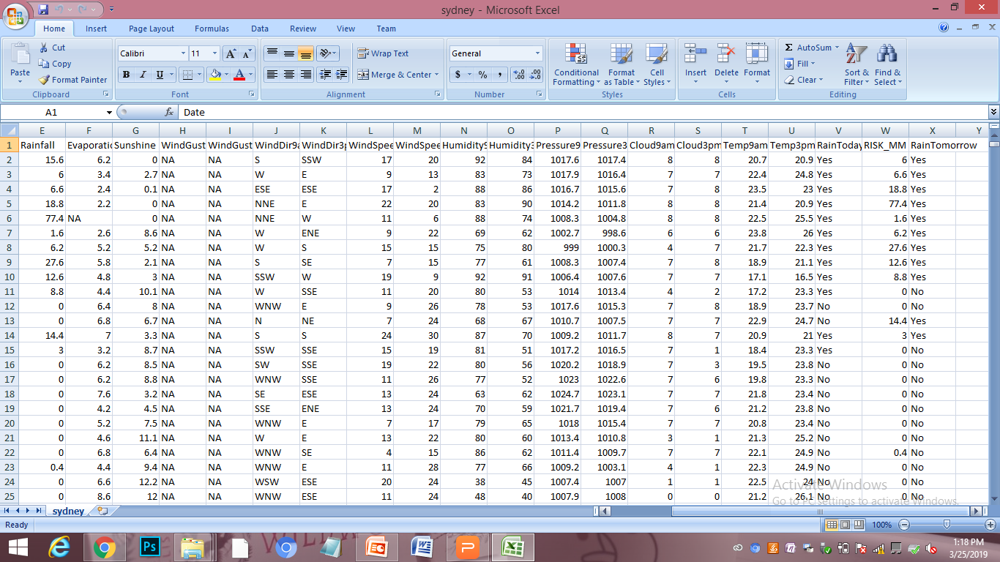 sydney - Microsoft Excel
Home Insert Page Layout Formulas Data Review View Team
Cut
Copy
Format Painter
Paste
Clipboard
Calibri 11
B I U
Font
Wrap Text
Merge & Center
Alignment
General
$ % ,
Number
Conditional Formatting
Format as Table
Cell Styles
Styles
Insert Delete Format
Cells
Σ AutoSum
Fill
Clear
Sort & Filter
Find & Select
Editing
A1 fx Date
E F G H I J K L M N O P Q R S T U V W X Y
1 Rainfall Evaporatio Sunshine WindGust WindGust WindDir9a WindDir3p WindSpee WindSpee Humidity9 Humidity3 Pressure9 Pressure3 Cloud9am Cloud3pm Temp9am Temp3pm RainToday RISK_MM RainTomorrow
2 15.6 6.2 0 NA NA S SSW 17 20 92 84 1017.6 1017.4 8 8 20.7 20.9 Yes 6 Yes
3 6 3.4 2.7 NA NA W E 9 13 83 73 1017.9 1016.4 7 7 22.4 24.8 Yes 6.6 Yes
4 6.6 2.4 0.1 NA NA ESE ESE 17 2 88 86 1016.7 1015.6 7 8 23.5 23 Yes 18.8 Yes
5 18.8 2.2 0 NA NA NNE E 22 20 83 90 1014.2 1011.8 8 8 21.4 20.9 Yes 77.4 Yes
6 77.4 NA 0 NA NA NNE W 11 6 88 74 1008.3 1004.8 8 8 22.5 25.5 Yes 1.6 Yes
7 1.6 2.6 8.6 NA NA W ENE 9 22 69 62 1002.7 998.6 6 6 23.8 26 Yes 6.2 Yes
8 6.2 5.2 5.2 NA NA W S 15 15 75 80 999 1000.3 4 7 21.7 22.3 Yes 27.6 Yes
9 27.6 5.8 2.1 NA NA S SE 7 15 77 61 1008.3 1007.4 7 8 18.9 21.1 Yes 12.6 Yes
10 12.6 4.8 3 NA NA SSW W 19 9 92 91 1006.4 1007.6 7 7 17.1 16.5 Yes 8.8 Yes
11 8.8 4.4 10.1 NA NA W SSE 11 20 80 53 1014 1013.4 4 2 17.2 23.3 Yes 0 No
12 0 6.4 8 NA NA WNW E 9 26 78 53 1017.6 1015.3 7 8 18.9 23.7 No 0 No
13 0 6.8 6.7 NA NA N NE 7 24 68 67 1010.7 1007.5 7 7 22.9 24.7 No 14.4 Yes
14 14.4 7 3.3 NA NA S S 24 30 87 70 1009.2 1011.7 8 7 20.9 21 Yes 3 Yes
15 3 3.2 8.7 NA NA SSW SSE 15 19 81 51 1017.2 1016.5 7 1 18.4 23.3 Yes 0 No
16 0 6.2 8.5 NA NA SW SSE 19 22 80 56 1020.2 1018.9 7 3 19.5 23.8 No 0 No
17 0 6.2 8.8 NA NA WNW SSE 11 26 77 52 1023 1022.6 7 6 19.8 23.3 No 0 No
18 0 7.6 3.2 NA NA SE ESE 13 24 63 62 1024.7 1023.1 7 7 21.8 23.4 No 0 No
19 0 4.2 4.5 NA NA SSE ENE 13 24 70 59 1021.7 1019.4 7 6 21.2 23.8 No 0 No
20 0 5.2 7.5 NA NA WNW E 7 17 79 65 1018 1015.4 7 7 20.8 23.4 No 0 No
21 0 4.6 11.1 NA NA W E 13 22 80 60 1013.4 1010.8 3 1 21.3 25.2 No 0 No
22 0 6.8 6.4 NA NA WNW SE 4 15 86 62 1011.4 1009.7 7 7 22.1 24.9 No 0.4 No
23 0.4 4.4 9.4 NA NA WNW E 11 28 77 66 1009.2 1003.1 4 1 22.3 24.9 No 0 No
24 0 6.6 12.2 NA NA WSW ESE 20 24 38 45 1007.4 1007 1 1 22.5 24 No 0 No
25 0 8.6 12 NA NA WNW ESE 11 24 48 40 1007.9 1008 0 0 21.2 26.1 No 0 No
Activate Windows
Go to PC settings to activate Windows.
sydney
Ready 100%
Ps
1:18 PM
3/25/2019